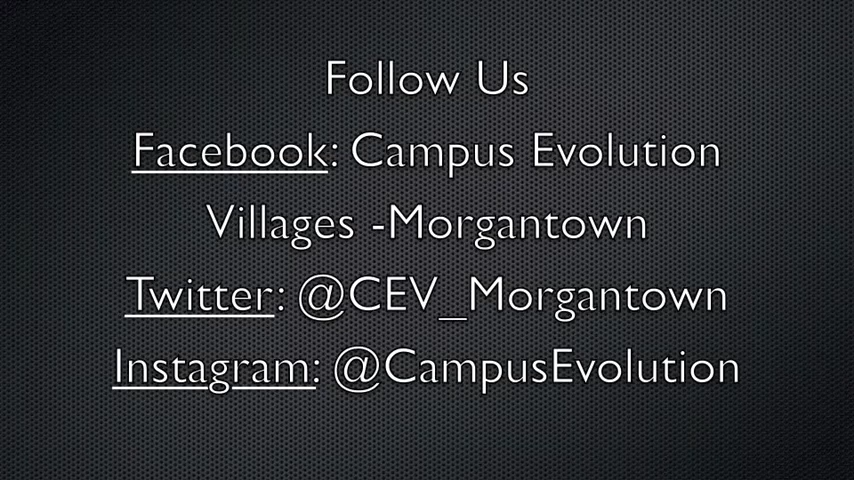 Follow Us
Facebook: Campus Evolution
Villages -Morgantown
Twitter: @CEV_Morgantown
Instagram: @CampusEvolution